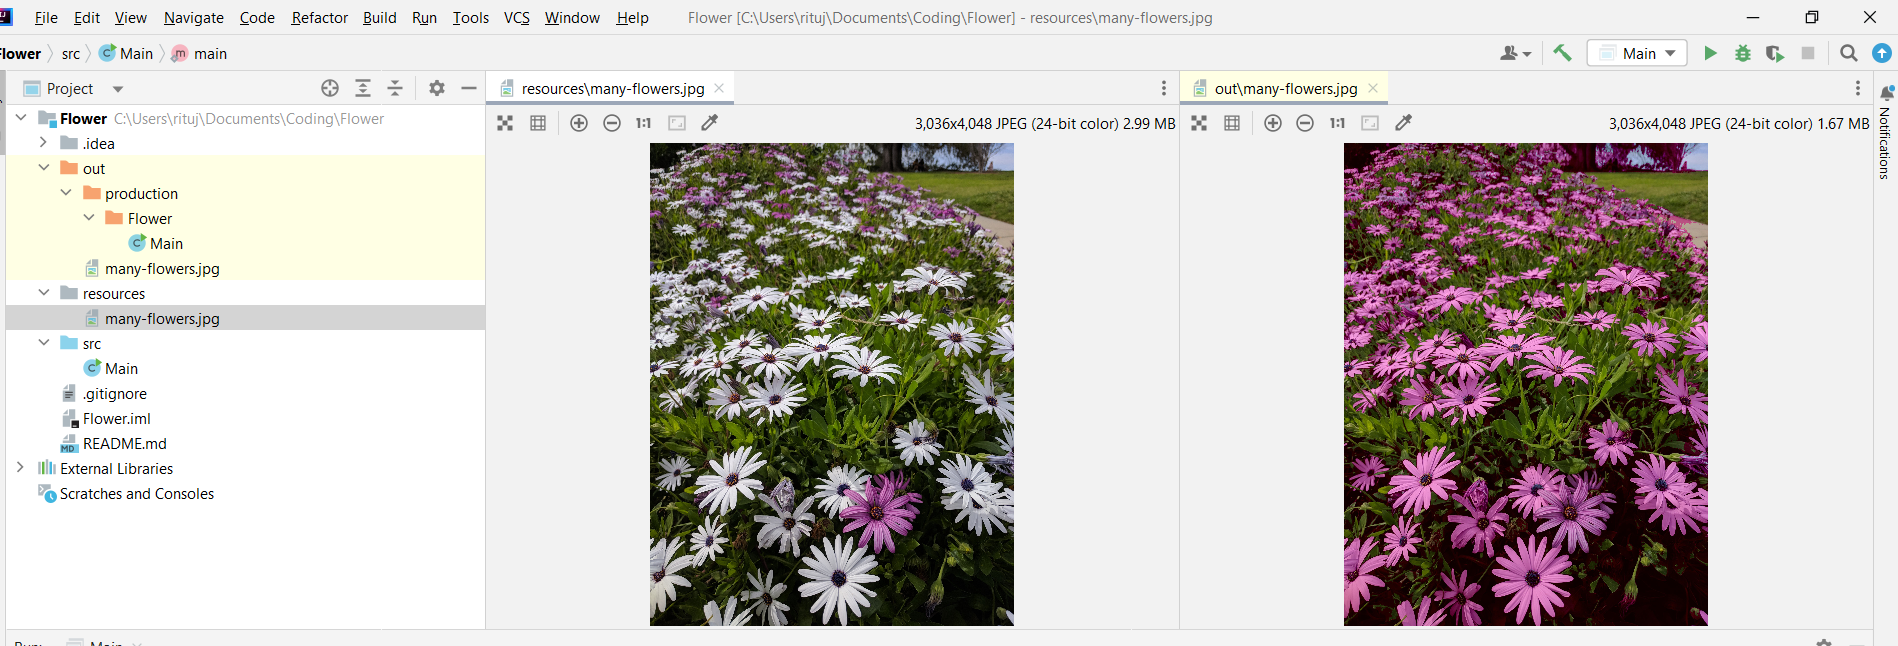 File Edit View Navigate Code Refactor Build Run Tools VCS Window Help Flower [C:\Users\rituj\Documents\Coding\Flower] - resources\many-flowers.jpg
Flower src Main main Main
Project resources\many-flowers.jpg out\many-flowers.jpg
Flower C:\Users\rituj\Documents\Coding\Flower
1:1 3,036x4,048 JPEG (24-bit color) 2.99 MB 1:1 3,036x4,048 JPEG (24-bit color) 1.67 MB
Notifications
.idea
out
production
Flower
Main
many-flowers.jpg
resources
many-flowers.jpg
src
Main
.gitignore
Flower.iml
README.md
External Libraries
Scratches and Consoles
Run: Main